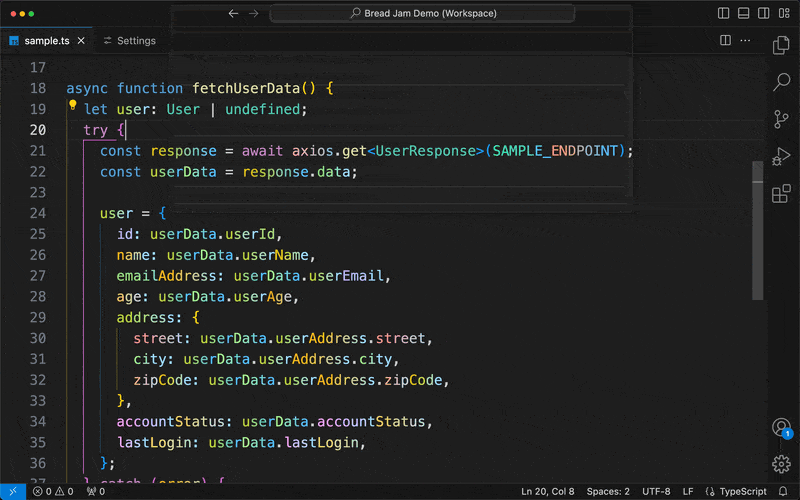 Bread Jam Demo (Workspace)
sample.ts
Settings
17
18 async function fetchUserData() {
19 let user: User | undefined;
20 try {
21 const response = await axios.get<UserResponse>(SAMPLE_ENDPOINT);
22 const userData = response.data;
23
24 user = {
25 id: userData.userId,
26 name: userData.userName,
27 emailAddress: userData.userEmail,
28 age: userData.userAge,
29 address: {
30 street: userData.userAddress.street,
31 city: userData.userAddress.city,
32 zipCode: userData.userAddress.zipCode,
33 },
34 accountStatus: userData.accountStatus,
35 lastLogin: userData.lastLogin,
36 };
37 } catch (error) {
1
0 0 0 Ln 20, Col 8 Spaces: 2 UTF-8 LF {} TypeScript